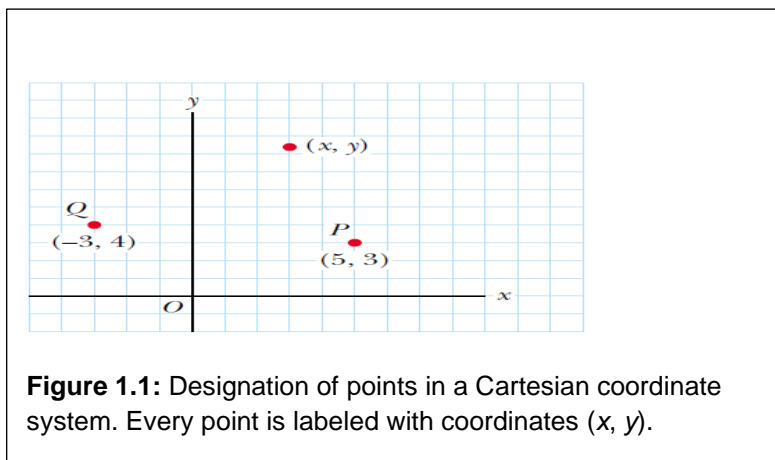 y
(x, y)
Q
(−3, 4)
P
(5, 3)
O
x
Figure 1.1: Designation of points in a Cartesian coordinate
system. Every point is labeled with coordinates (x, y).